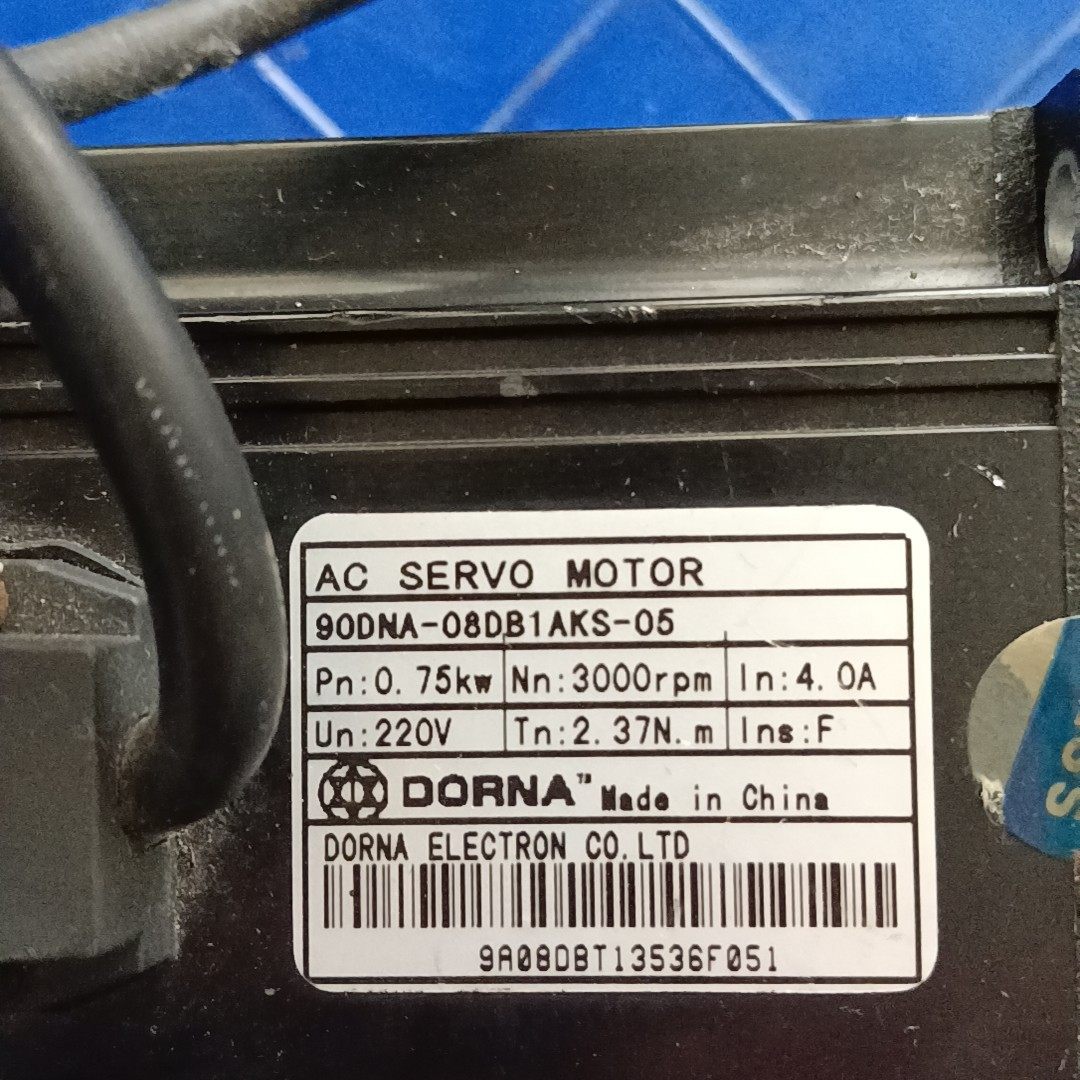 AC SERVO MOTOR
90DNA-08DB1AKS-05
Pn:0.75kw Nn:3000rpm In:4.0A
Un:220V Tn:2.37N.m Ins:F
DORNA™ Made in China
DORNA ELECTRON CO.LTD
9A08DBT13536F051